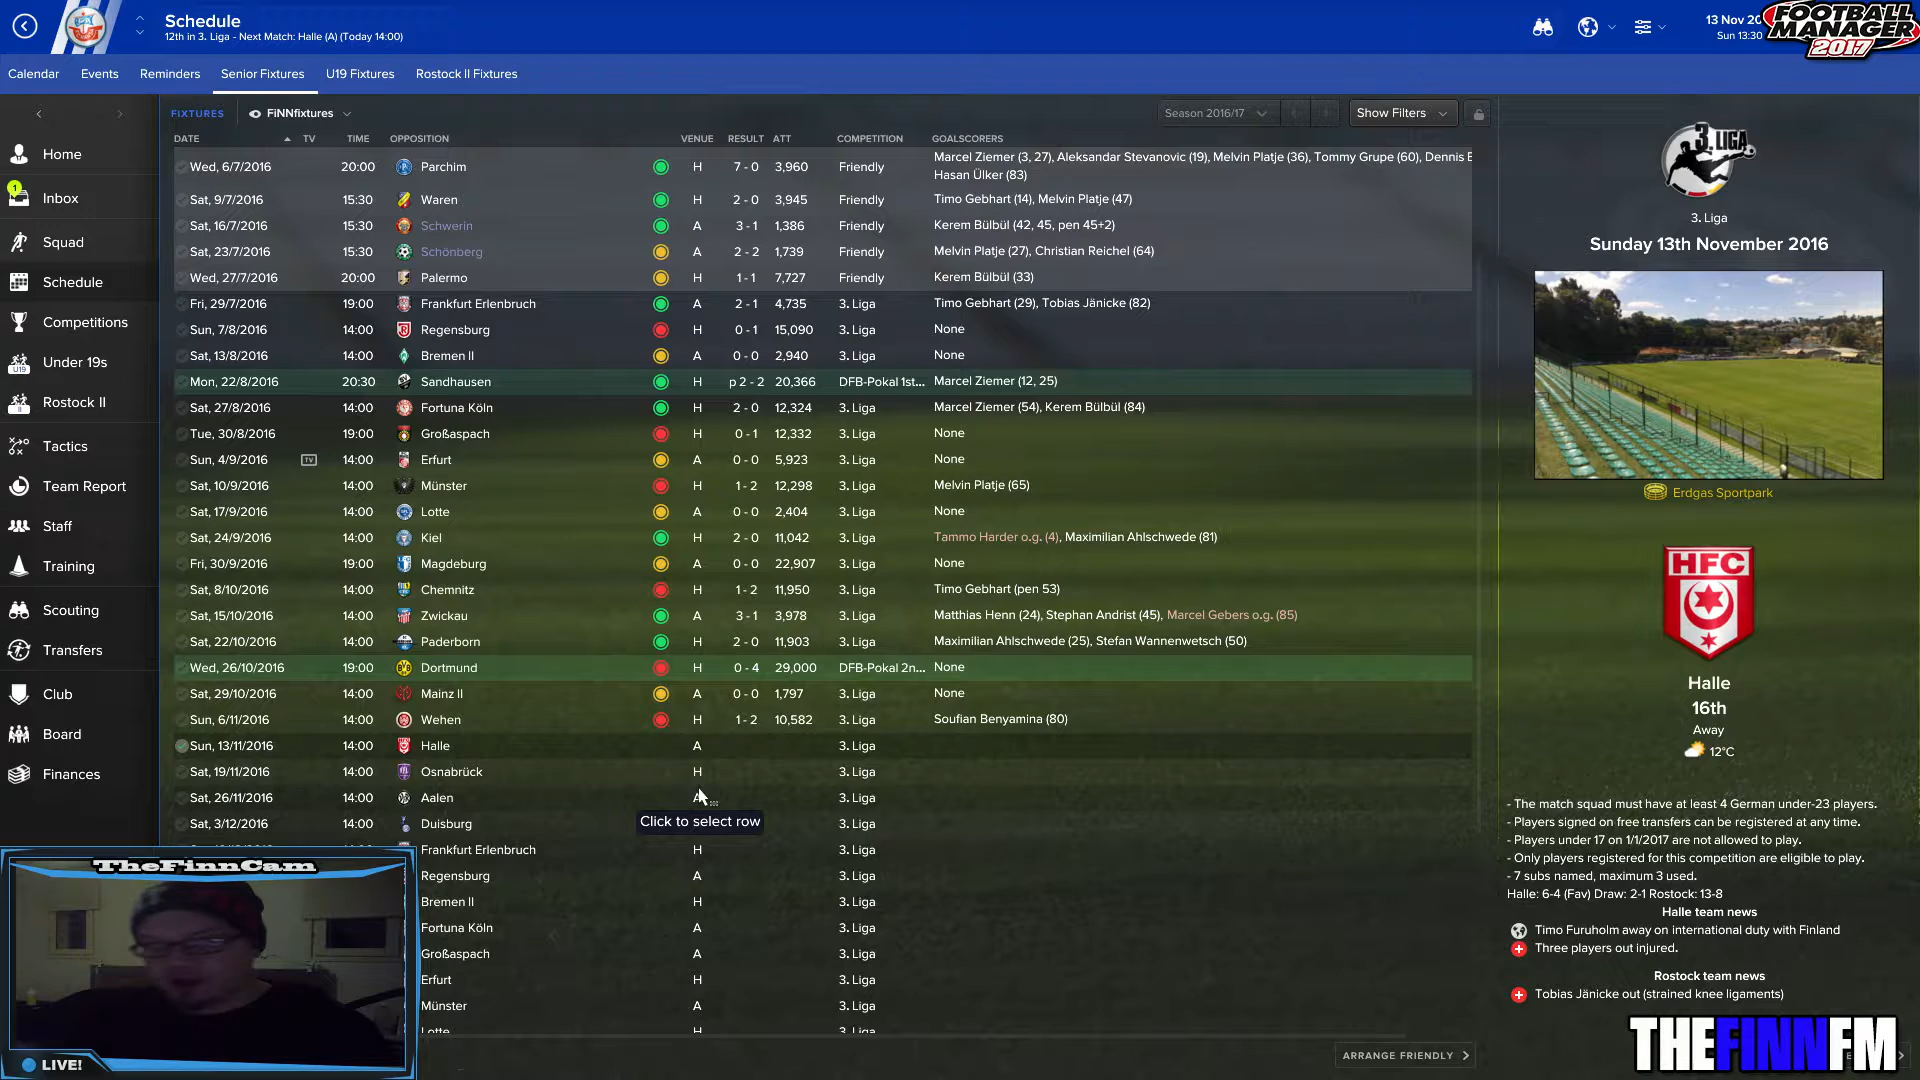 Schedule
12th in 3. Liga - Next Match: Halle (A) (Today 14:00)
13 Nov 20
Sun 13:30
FOOTBALL MANAGER 2017
Calendar Events Reminders Senior Fixtures U19 Fixtures Rostock II Fixtures
FIXTURES FiNNfixtures Season 2016/17 Show Filters
DATE TV TIME OPPOSITION VENUE RESULT ATT COMPETITION GOALSCORERS
Wed, 6/7/2016 20:00 Parchim H 7 - 0 3,960 Friendly Marcel Ziemer (3, 27), Aleksandar Stevanovic (19), Melvin Platje (36), Tommy Grupe (60), Dennis E
Hasan Ülker (83)
Sat, 9/7/2016 15:30 Waren H 2 - 0 3,945 Friendly Timo Gebhart (14), Melvin Platje (47)
Sat, 16/7/2016 15:30 Schwerin A 3 - 1 1,386 Friendly Kerem Bülbül (42, 45, pen 45+2)
Sat, 23/7/2016 15:30 Schönberg A 2 - 2 1,739 Friendly Melvin Platje (27), Christian Reichel (64)
Wed, 27/7/2016 20:00 Palermo H 1 - 1 7,727 Friendly Kerem Bülbül (33)
Fri, 29/7/2016 19:00 Frankfurt Erlenbruch A 2 - 1 4,735 3. Liga Timo Gebhart (29), Tobias Jänicke (82)
Sun, 7/8/2016 14:00 Regensburg H 0 - 1 15,090 3. Liga None
Sat, 13/8/2016 14:00 Bremen II A 0 - 0 2,940 3. Liga None
Mon, 22/8/2016 20:30 Sandhausen H p 2 - 2 20,366 DFB-Pokal 1st... Marcel Ziemer (12, 25)
Sat, 27/8/2016 14:00 Fortuna Köln H 2 - 0 12,324 3. Liga Marcel Ziemer (54), Kerem Bülbül (84)
Tue, 30/8/2016 19:00 Großaspach H 0 - 1 12,332 3. Liga None
Sun, 4/9/2016 TV 14:00 Erfurt A 0 - 0 5,923 3. Liga None
Sat, 10/9/2016 14:00 Münster H 1 - 2 12,298 3. Liga Melvin Platje (65)
Sat, 17/9/2016 14:00 Lotte A 0 - 0 2,404 3. Liga None
Sat, 24/9/2016 14:00 Kiel H 2 - 0 11,042 3. Liga Tammo Harder o.g. (4), Maximilian Ahlschwede (81)
Fri, 30/9/2016 19:00 Magdeburg A 0 - 0 22,907 3. Liga None
Sat, 8/10/2016 14:00 Chemnitz H 1 - 2 11,950 3. Liga Timo Gebhart (pen 53)
Sat, 15/10/2016 14:00 Zwickau A 3 - 1 3,978 3. Liga Matthias Henn (24), Stephan Andrist (45), Marcel Gebers o.g. (85)
Sat, 22/10/2016 14:00 Paderborn H 2 - 0 11,903 3. Liga Maximilian Ahlschwede (25), Stefan Wannenwetsch (50)
Wed, 26/10/2016 19:00 Dortmund H 0 - 4 29,000 DFB-Pokal 2n... None
Sat, 29/10/2016 14:00 Mainz II A 0 - 0 1,797 3. Liga None
Sun, 6/11/2016 14:00 Wehen H 1 - 2 10,582 3. Liga Soufian Benyamina (80)
Sun, 13/11/2016 14:00 Halle A 3. Liga
Sat, 19/11/2016 14:00 Osnabrück H 3. Liga
Sat, 26/11/2016 14:00 Aalen A 3. Liga
Sat, 3/12/2016 14:00 Duisburg 3. Liga
Click to select row
Frankfurt Erlenbruch H 3. Liga
Regensburg A 3. Liga
Bremen II H 3. Liga
Fortuna Köln A 3. Liga
Großaspach A 3. Liga
Erfurt H 3. Liga
Münster A 3. Liga
Lotte H 3. Liga
ARRANGE FRIENDLY
Home
1
Inbox
Squad
Schedule
Competitions
Under 19s
U19
Rostock II
II
Tactics
Team Report
Staff
Training
Scouting
Transfers
Club
Board
Finances
TheFinnCam
LIVE!
3. LIGA
3. Liga
Sunday 13th November 2016
Erdgas Sportpark
HFC
Halle
16th
Away
12°C
- The match squad must have at least 4 German under-23 players.
- Players signed on free transfers can be registered at any time.
- Players under 17 on 1/1/2017 are not allowed to play.
- Only players registered for this competition are eligible to play.
- 7 subs named, maximum 3 used.
Halle: 6-4 (Fav) Draw: 2-1 Rostock: 13-8
Halle team news
Timo Furuholm away on international duty with Finland
Three players out injured.
Rostock team news
Tobias Jänicke out (strained knee ligaments)
THEFINNFM